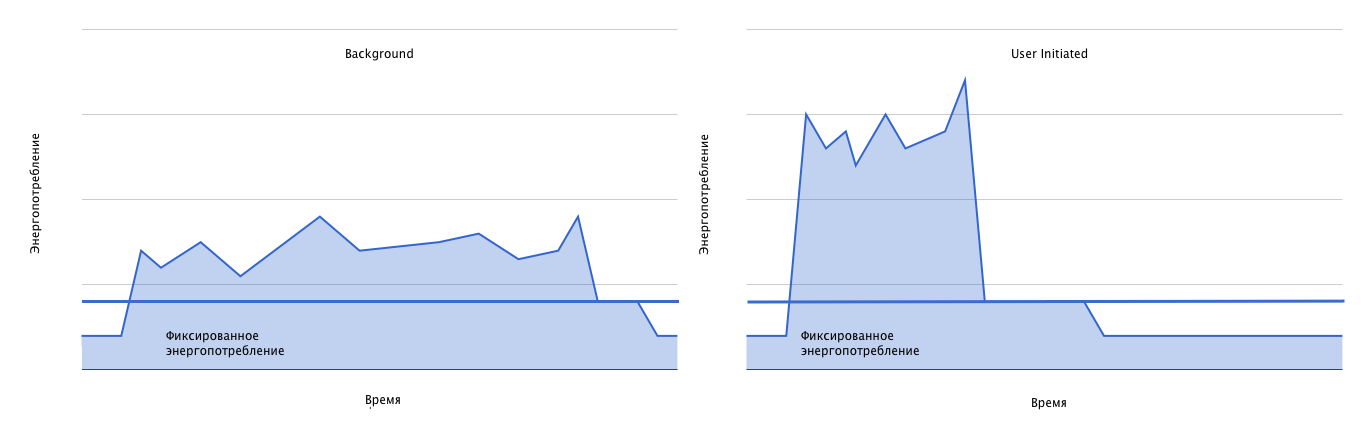 Background
Энергопотребление
Фиксированное
энергопотребление
Время
User Initiated
Энергопотребление
Фиксированное
энергопотребление
Время